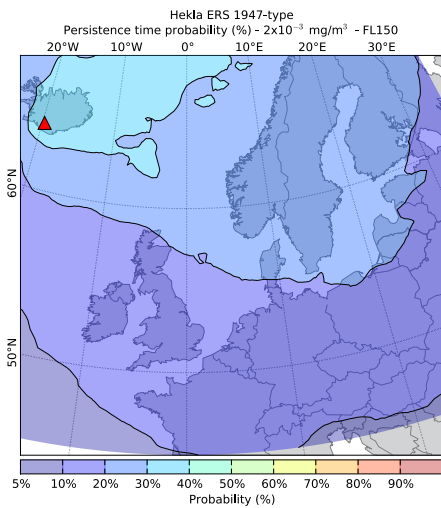 Hekla ERS 1947-type
Persistence time probability (%) - 2x10⁻³ mg/m³ - FL150
20°W 10°W 0° 10°E 20°E 30°E
60°N
50°N
5% 10% 20% 30% 40% 50% 60% 70% 80% 90%
Probability (%)